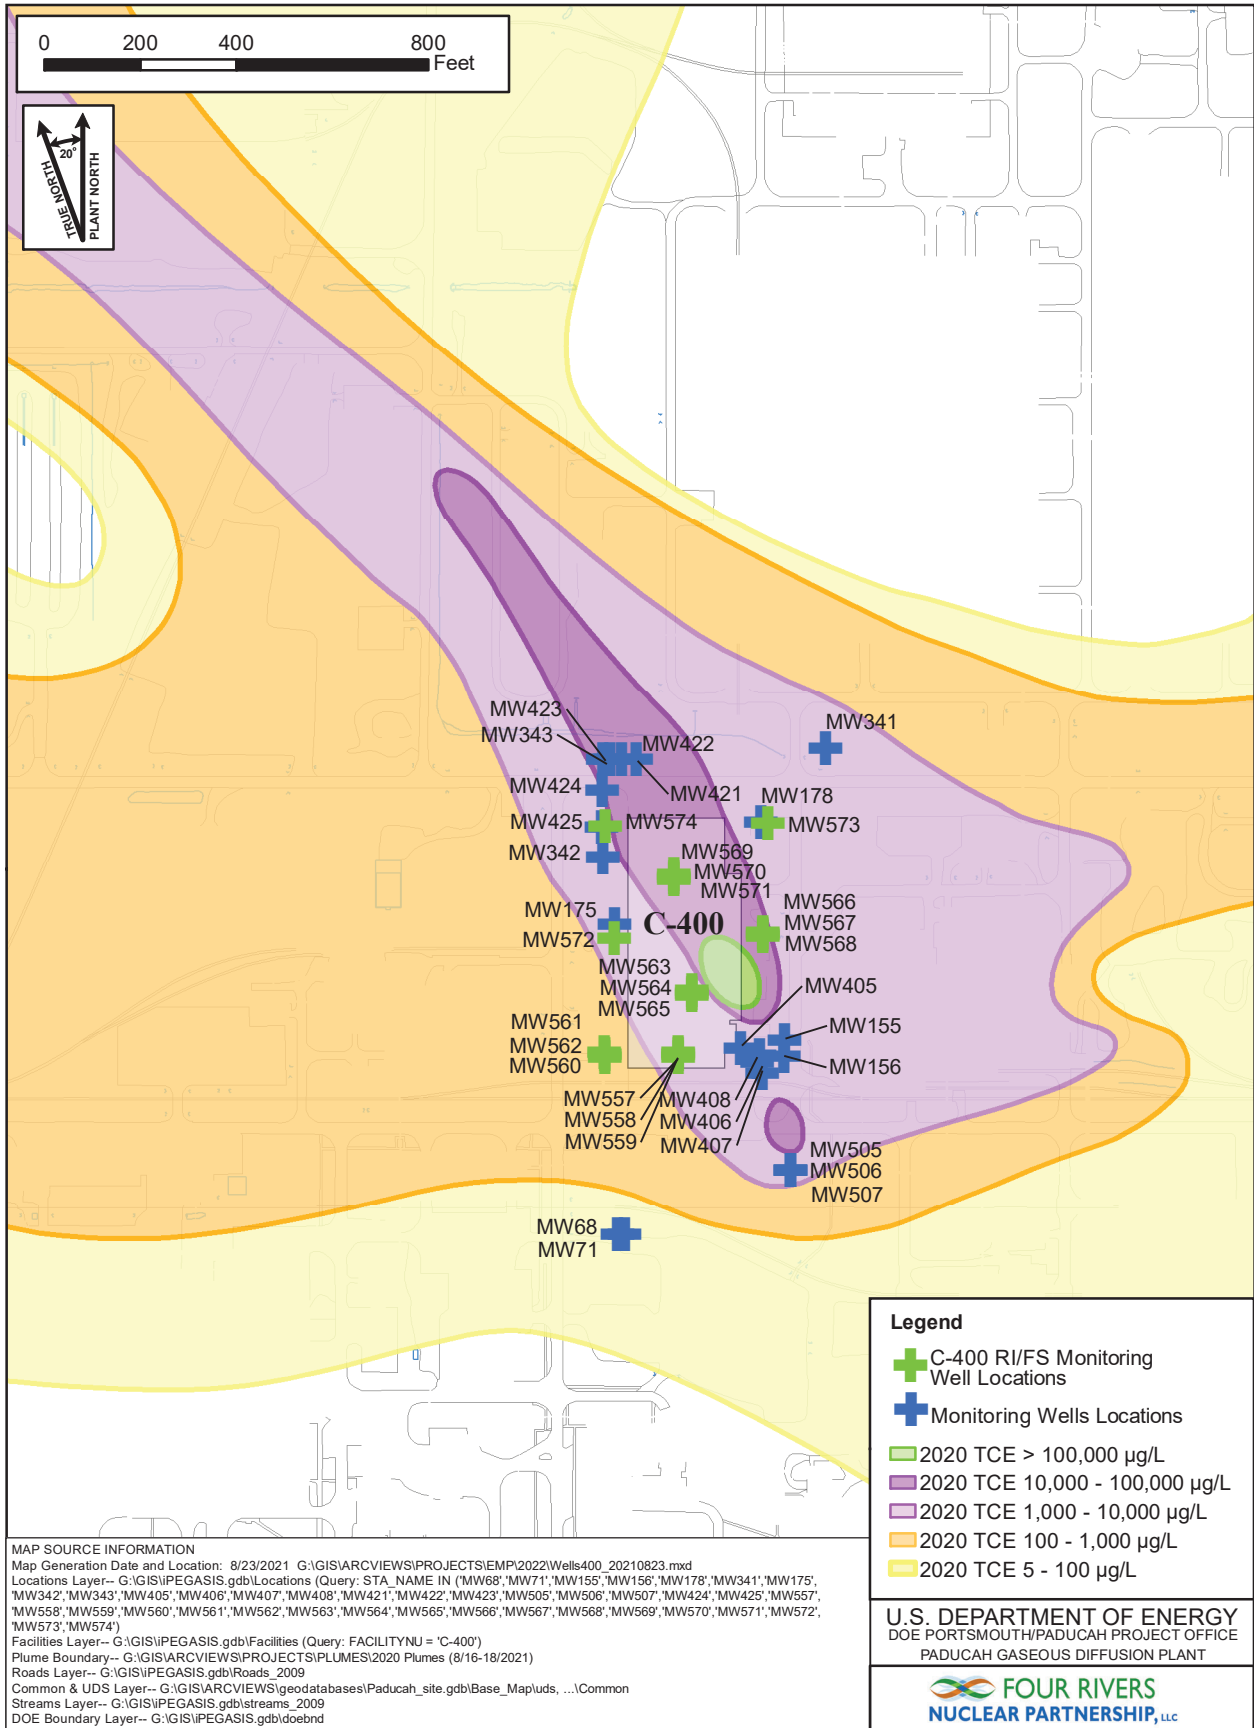 0 200 400 800
Feet
20°
TRUE NORTH
PLANT NORTH
MW423
MW343
MW422
MW341
MW424
MW421
MW178
MW425
MW574
MW573
MW342
MW569
MW570
MW571
MW175
C-400
MW566
MW567
MW568
MW572
MW563
MW564
MW565
MW405
MW561
MW562
MW560
MW155
MW156
MW557
MW558
MW559
MW408
MW406
MW407
MW505
MW506
MW507
MW68
MW71
Legend
C-400 RI/FS Monitoring
Well Locations
Monitoring Wells Locations
2020 TCE > 100,000 µg/L
2020 TCE 10,000 - 100,000 µg/L
2020 TCE 1,000 - 10,000 µg/L
2020 TCE 100 - 1,000 µg/L
2020 TCE 5 - 100 µg/L
MAP SOURCE INFORMATION
Map Generation Date and Location: 8/23/2021 G:\GIS\ARCVIEWS\PROJECTS\EMP\2022\Wells400_20210823.mxd
Locations Layer-- G:\GIS\iPEGASIS.gdb\Locations (Query: STA_NAME IN ('MW68','MW71','MW155','MW156','MW178','MW341','MW175',
'MW342','MW343','MW405','MW406','MW407','MW408','MW421','MW422','MW423','MW505','MW506','MW507','MW424','MW425','MW557',
'MW558','MW559','MW560','MW561','MW562','MW563','MW564','MW565','MW566','MW567','MW568','MW569','MW570','MW571','MW572',
'MW573','MW574')
Facilities Layer-- G:\GIS\iPEGASIS.gdb\Facilities (Query: FACILITYNU = 'C-400')
Plume Boundary-- G:\GIS\ARCVIEWS\PROJECTS\PLUMES\2020 Plumes (8/16-18/2021)
Roads Layer-- G:\GIS\iPEGASIS.gdb\Roads_2009
Common & UDS Layer-- G:\GIS\ARCVIEWS\geodatabases\Paducah_site.gdb\Base_Map\uds, ...\Common
Streams Layer-- G:\GIS\iPEGASIS.gdb\streams_2009
DOE Boundary Layer-- G:\GIS\iPEGASIS.gdb\doebnd
U.S. DEPARTMENT OF ENERGY
DOE PORTSMOUTH/PADUCAH PROJECT OFFICE
PADUCAH GASEOUS DIFFUSION PLANT
FOUR RIVERS
NUCLEAR PARTNERSHIP, LLC